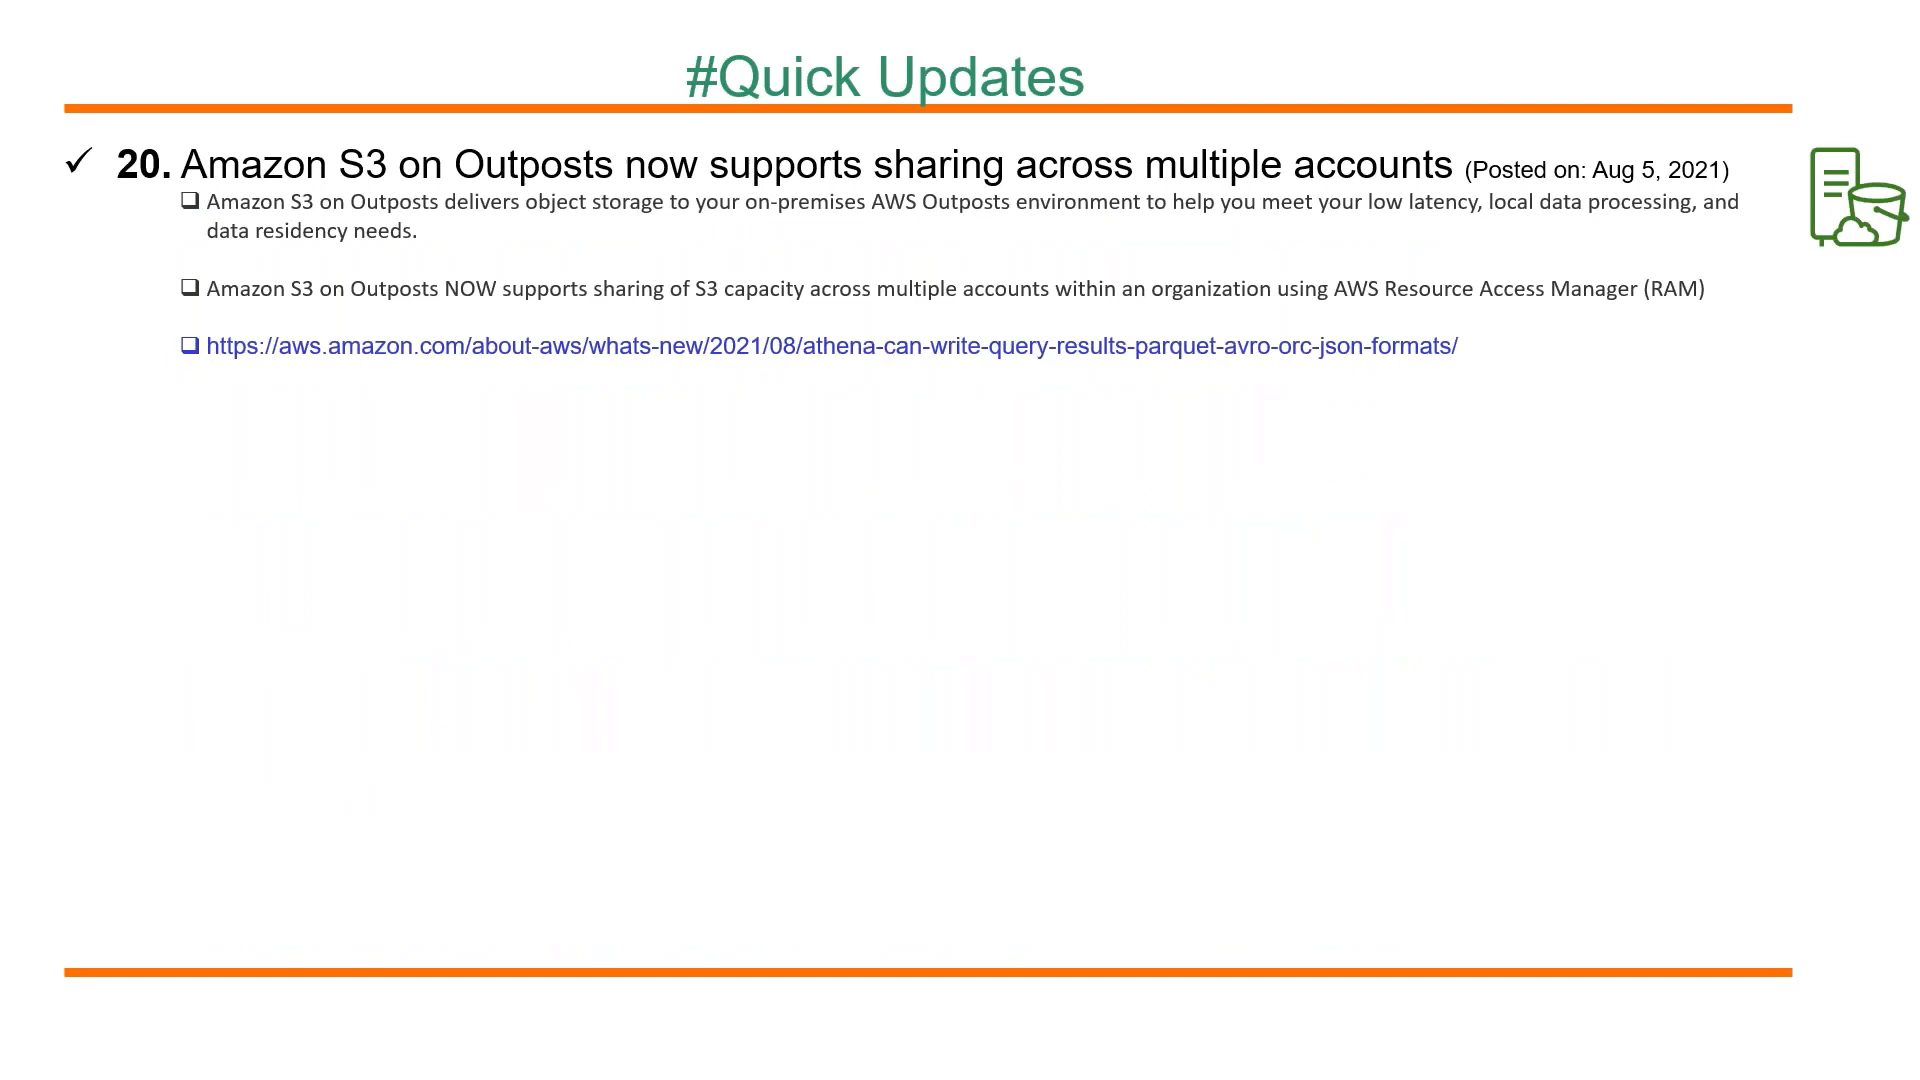 #Quick Updates
✓ 20. Amazon S3 on Outposts now supports sharing across multiple accounts (Posted on: Aug 5, 2021)
❑ Amazon S3 on Outposts delivers object storage to your on-premises AWS Outposts environment to help you meet your low latency, local data processing, and
data residency needs.
❑ Amazon S3 on Outposts NOW supports sharing of S3 capacity across multiple accounts within an organization using AWS Resource Access Manager (RAM)
❑ https://aws.amazon.com/about-aws/whats-new/2021/08/athena-can-write-query-results-parquet-avro-orc-json-formats/